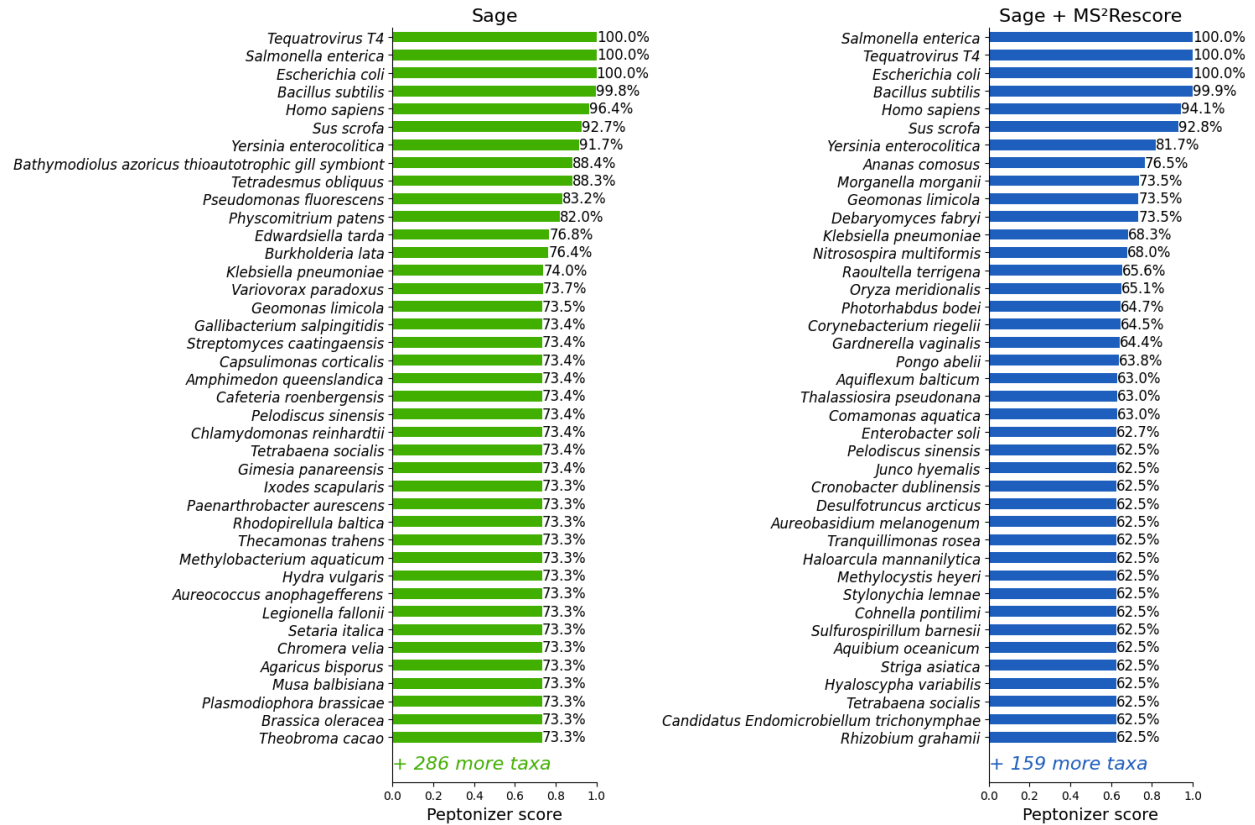 Sage
Tequatrovirus T4 100.0%
Salmonella enterica 100.0%
Escherichia coli 100.0%
Bacillus subtilis 99.8%
Homo sapiens 96.4%
Sus scrofa 92.7%
Yersinia enterocolitica 91.7%
Bathymodiolus azoricus thioautotrophic gill symbiont 88.4%
Tetradesmus obliquus 88.3%
Pseudomonas fluorescens 83.2%
Physcomitrium patens 82.0%
Edwardsiella tarda 76.8%
Burkholderia lata 76.4%
Klebsiella pneumoniae 74.0%
Variovorax paradoxus 73.7%
Geomonas limicola 73.5%
Gallibacterium salpingitidis 73.4%
Streptomyces caatingaensis 73.4%
Capsulimonas corticalis 73.4%
Amphimedon queenslandica 73.4%
Cafeteria roenbergensis 73.4%
Pelodiscus sinensis 73.4%
Chlamydomonas reinhardtii 73.4%
Tetrabaena socialis 73.4%
Gimesia panareensis 73.4%
Ixodes scapularis 73.3%
Paenarthrobacter aurescens 73.3%
Rhodopirellula baltica 73.3%
Thecamonas trahens 73.3%
Methylobacterium aquaticum 73.3%
Hydra vulgaris 73.3%
Aureococcus anophagefferens 73.3%
Legionella fallonii 73.3%
Setaria italica 73.3%
Chromera velia 73.3%
Agaricus bisporus 73.3%
Musa balbisiana 73.3%
Plasmodiophora brassicae 73.3%
Brassica oleracea 73.3%
Theobroma cacao 73.3%
+ 286 more taxa
0.0 0.2 0.4 0.6 0.8 1.0
Peptonizer score
Sage + MS²Rescore
Salmonella enterica 100.0%
Tequatrovirus T4 100.0%
Escherichia coli 100.0%
Bacillus subtilis 99.9%
Homo sapiens 94.1%
Sus scrofa 92.8%
Yersinia enterocolitica 81.7%
Ananas comosus 76.5%
Morganella morganii 73.5%
Geomonas limicola 73.5%
Debaryomyces fabryi 73.5%
Klebsiella pneumoniae 68.3%
Nitrosospira multiformis 68.0%
Raoultella terrigena 65.6%
Oryza meridionalis 65.1%
Photorhabdus bodei 64.7%
Corynebacterium riegelii 64.5%
Gardnerella vaginalis 64.4%
Pongo abelii 63.8%
Aquiflexum balticum 63.0%
Thalassiosira pseudonana 63.0%
Comamonas aquatica 63.0%
Enterobacter soli 62.7%
Pelodiscus sinensis 62.5%
Junco hyemalis 62.5%
Cronobacter dublinensis 62.5%
Desulfotruncus arcticus 62.5%
Aureobasidium melanogenum 62.5%
Tranquillimonas rosea 62.5%
Haloarcula mannanilytica 62.5%
Methylocystis heyeri 62.5%
Stylonychia lemnae 62.5%
Cohnella pontilimi 62.5%
Sulfurospirillum barnesii 62.5%
Aquibium oceanicum 62.5%
Striga asiatica 62.5%
Hyaloscypha variabilis 62.5%
Tetrabaena socialis 62.5%
Candidatus Endomicrobiellum trichonymphae 62.5%
Rhizobium grahamii 62.5%
+ 159 more taxa
0.0 0.2 0.4 0.6 0.8 1.0
Peptonizer score